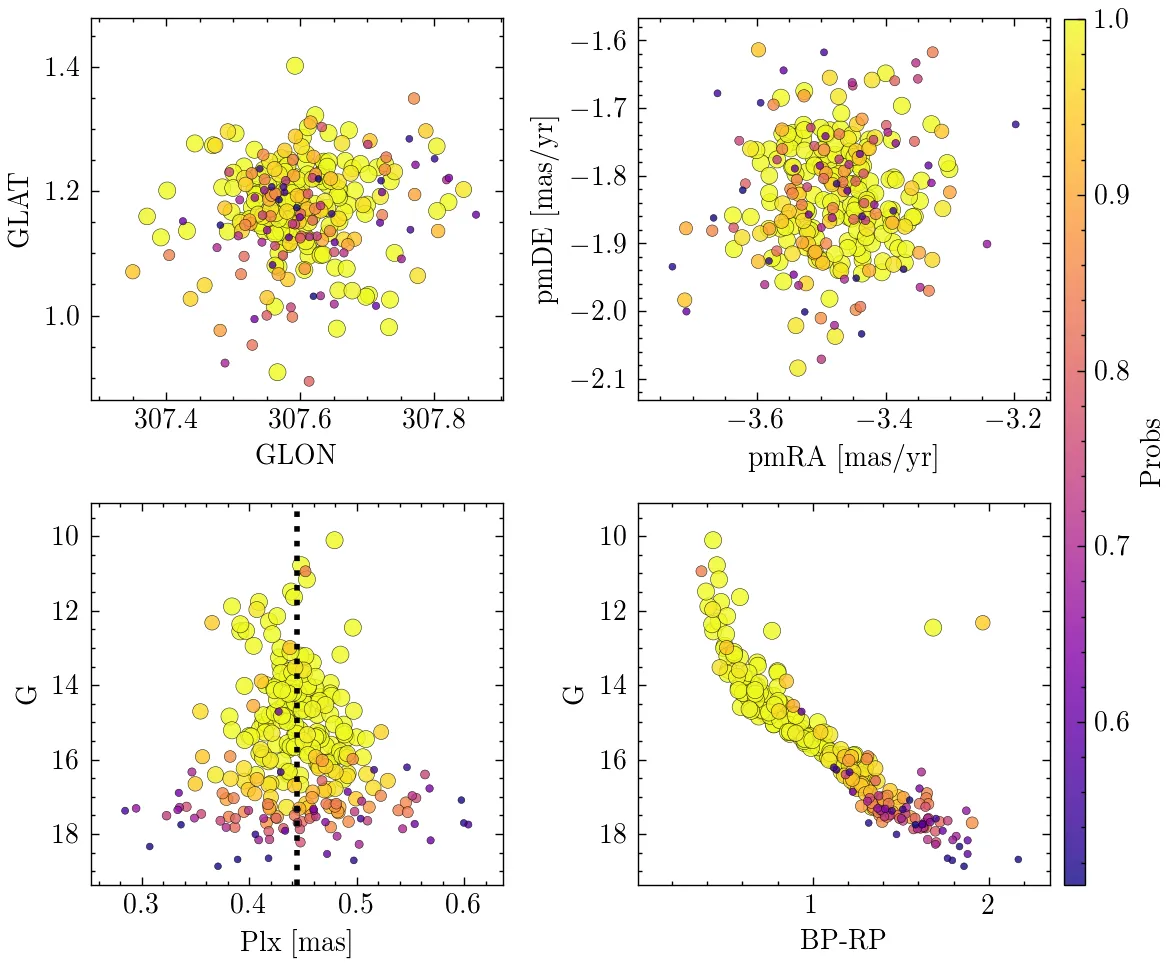 1.4
1.2
1.0
GLAT
307.4 307.6 307.8
GLON
−1.6
−1.7
−1.8
−1.9
−2.0
−2.1
pmDE [mas/yr]
−3.6 −3.4 −3.2
pmRA [mas/yr]
1.0
0.9
0.8
0.7
0.6
Probs
10
12
14
16
18
G
0.3 0.4 0.5 0.6
Plx [mas]
10
12
14
16
18
G
1 2
BP-RP